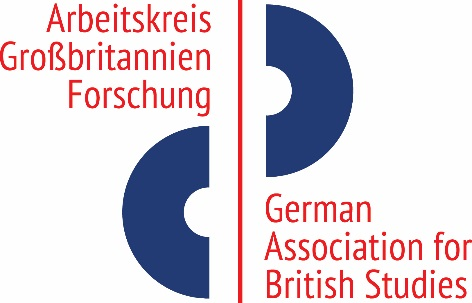 Arbeitskreis
Großbritannien
Forschung
German
Association for
British Studies